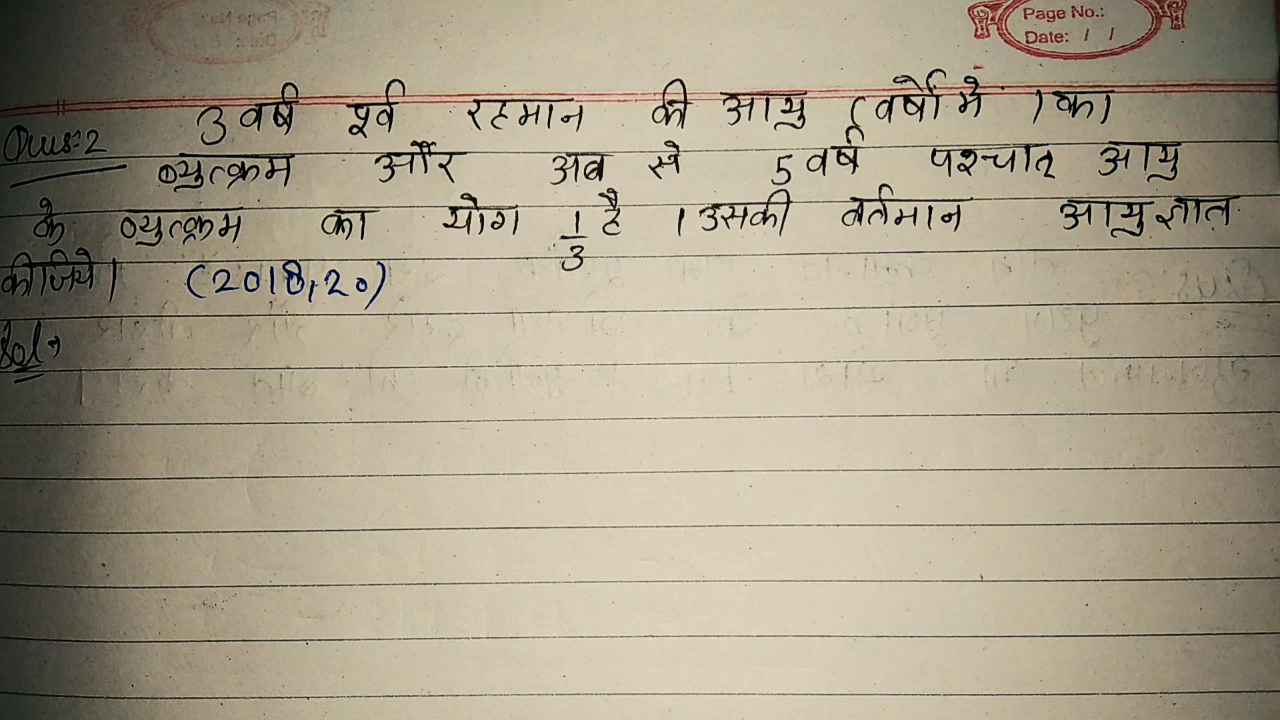 Page No.:
Date: / /
3 वर्ष पूर्व रहमान की आयु (वर्षों में ) का
Ques:2 व्युत्क्रम और अब से 5 वर्ष पश्चात् आयु
के व्युत्क्रम का योग 1/3 है । उसकी वर्तमान आयु ज्ञात
कीजिये। (2018,20)
Sol→